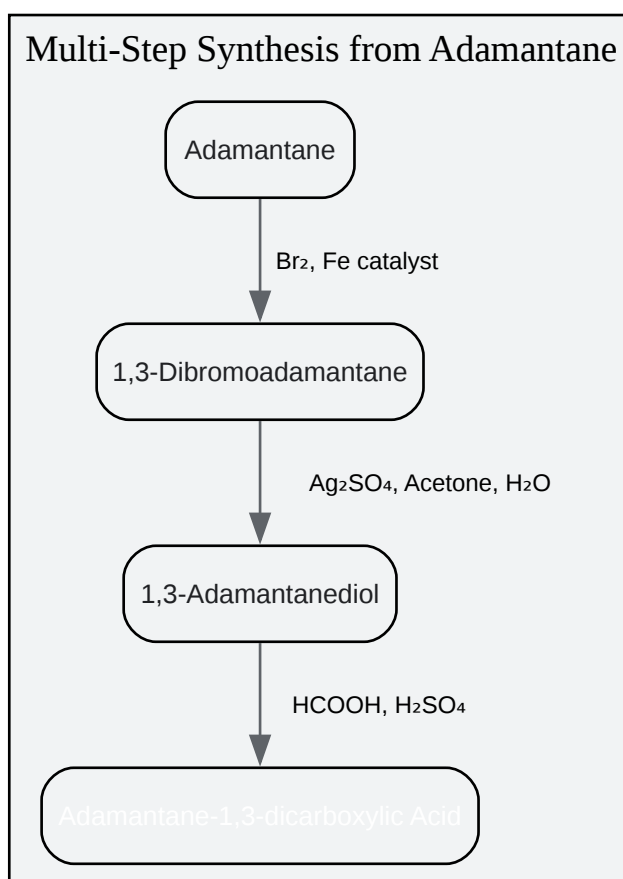 Multi-Step Synthesis from Adamantane
Adamantane
Br₂, Fe catalyst
1,3-Dibromoadamantane
Ag₂SO₄, Acetone, H₂O
1,3-Adamantanediol
HCOOH, H₂SO₄
Adamantane-1,3-dicarboxylic Acid